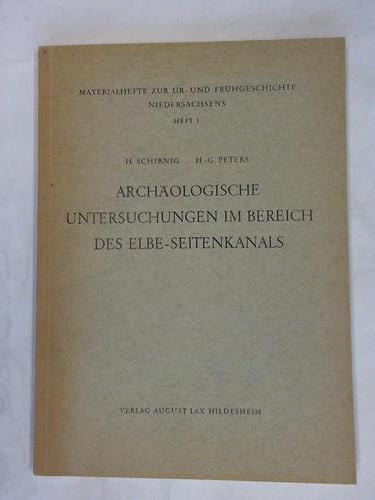 MATERIALHEFTE ZUR UR- UND FRÜHGESCHICHTE
NIEDERSACHSENS
HEFT 3
H. SCHIRNIG H.-G. PETERS
ARCHÄOLOGISCHE
UNTERSUCHUNGEN IM BEREICH
DES ELBE-SEITENKANALS
VERLAG AUGUST LAX HILDESHEIM